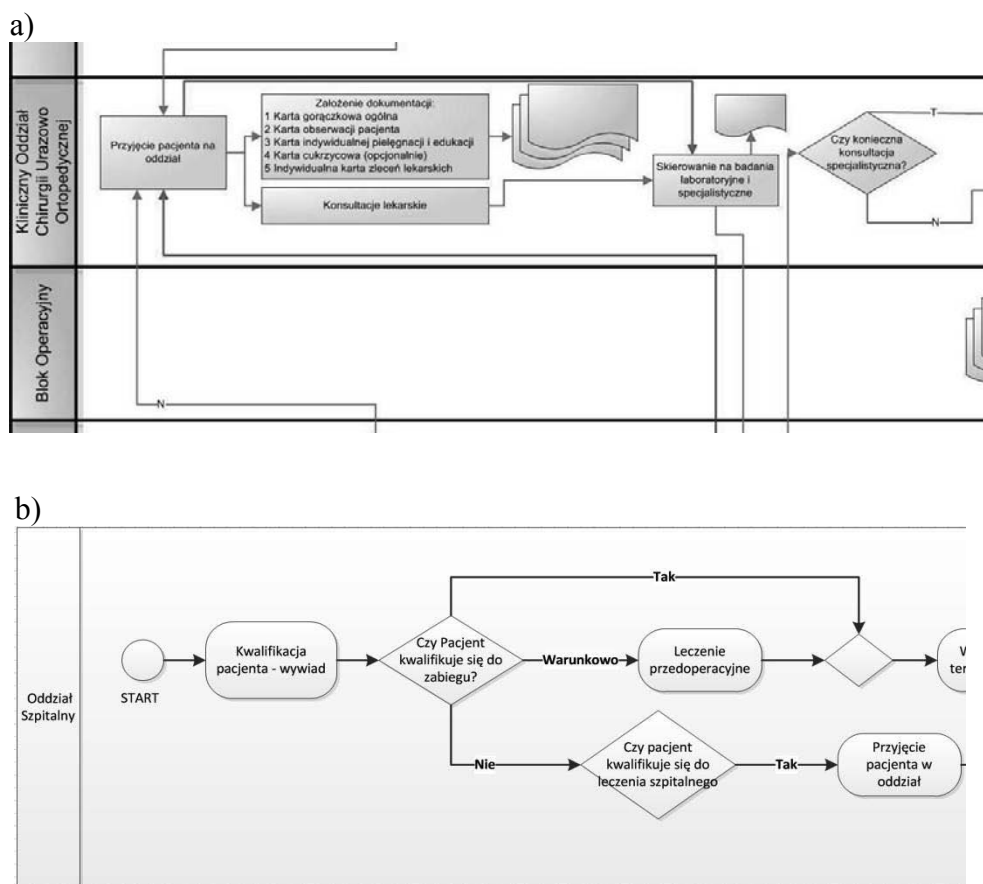 a)
Kliniczny Oddział
Chirurgii Urazowo
Ortopedycznej
Przyjęcie pacjenta na
oddział
Założenie dokumentacji:
1 Karta gorączkowa ogólna
2 Karta obserwacji pacjenta
3 Karta indywidualnej pielęgnacji i edukacji
4 Karta cukrzycowa (opcjonalnie)
5 Indywidualna karta zleceń lekarskich
Konsultacje lekarskie
Skierowanie na badania
laboratoryjne i
specjalistyczne
Czy konieczna
konsultacja
specjalistyczna?
T
N
Blok Operacyjny
N
b)
Oddział
Szpitalny
START
Kwalifikacja
pacjenta - wywiad
Czy Pacjent
kwalifikuje się do
zabiegu?
Tak
Warunkowo
Leczenie
przedoperacyjne
W
ter
Nie
Czy pacjent
kwalifikuje się do
leczenia szpitalnego
Tak
Przyjęcie
pacjenta w
oddział